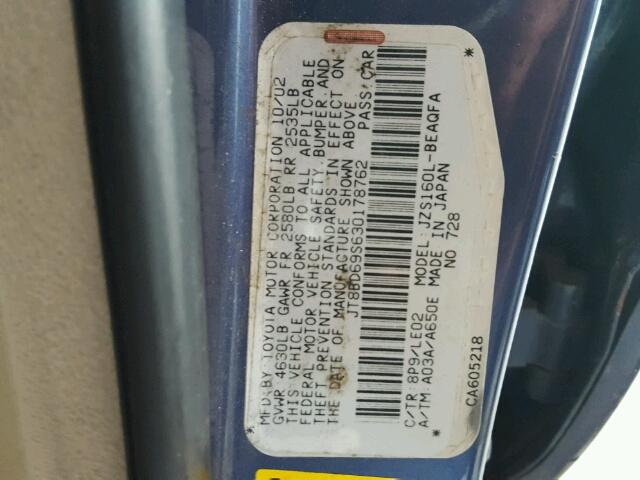 MFD. BY TOYOTA MOTOR CORPORATION 10/02
GVWR 4630LB GAWR FR 2580LB RR 2535LB
THIS VEHICLE CONFORMS TO ALL APPLICABLE
FEDERAL MOTOR VEHICLE SAFETY, BUMPER, AND
THEFT PREVENTION STANDARDS IN EFFECT ON
THE DATE OF MANUFACTURE SHOWN ABOVE.
JT8BD69S630178762 PASS. CAR
C/TR: 8P9/LE02 MODEL: JZS160L-BEAQFA
A/TM: A03A/A650E MADE IN JAPAN
NO 728
CA605218